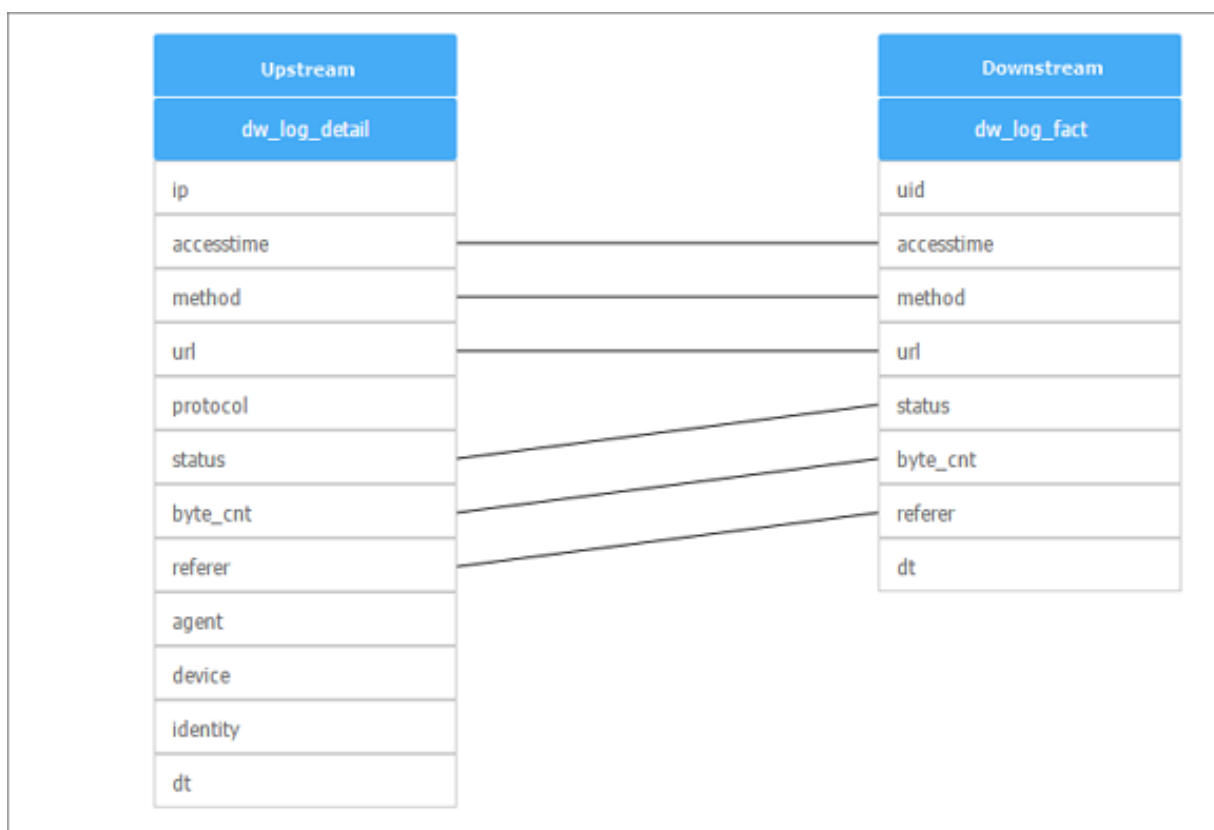 Upstream
dw_log_detail
ip
accesstime
method
url
protocol
status
byte_cnt
referer
agent
device
identity
dt
Downstream
dw_log_fact
uid
accesstime
method
url
status
byte_cnt
referer
dt